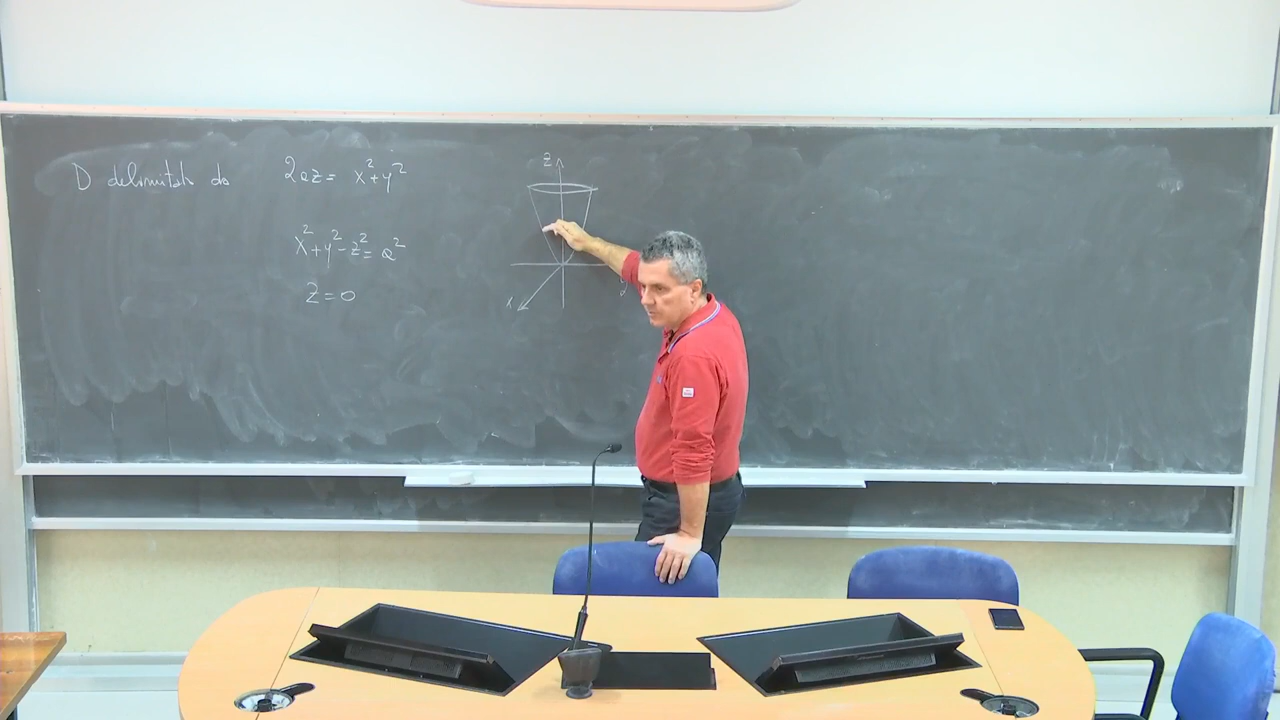 D delimitato da 2az = x²+y²
x²+y²-z²=a²
z=0
z
x
y